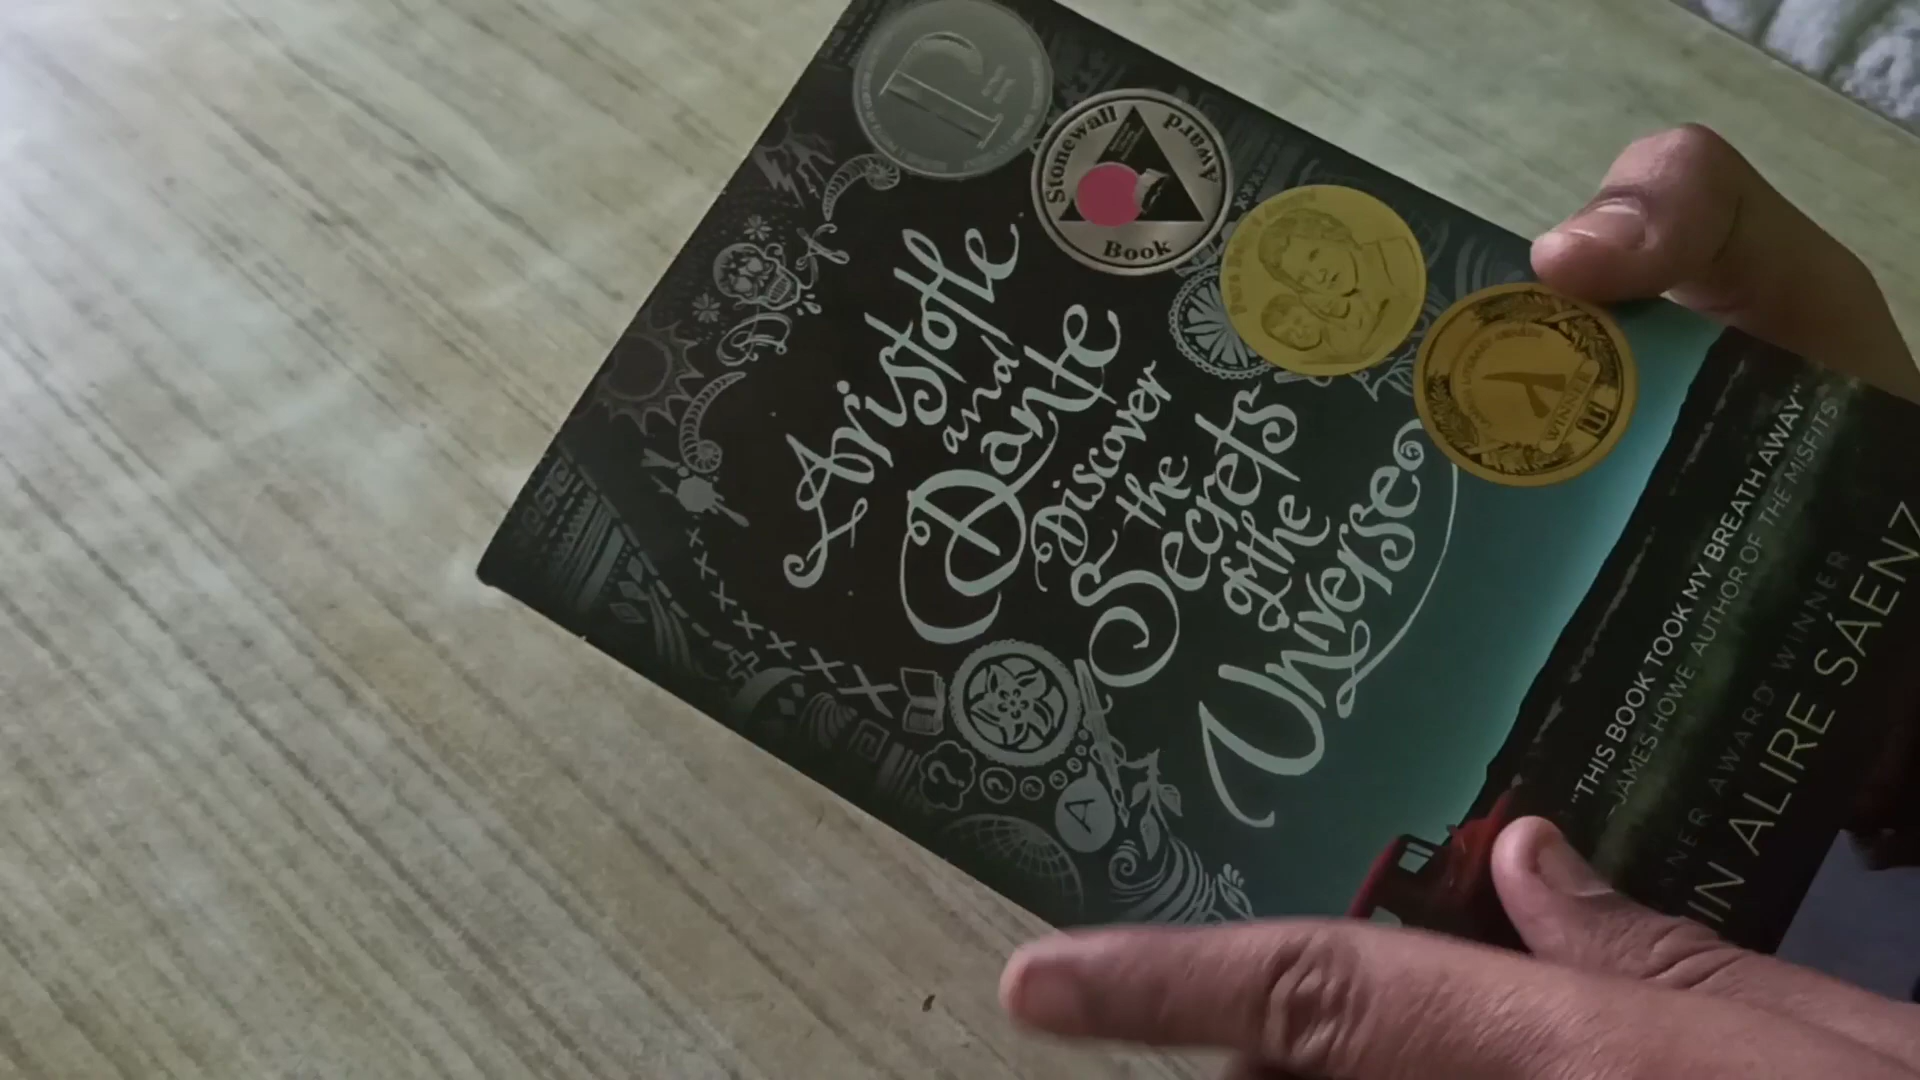 Stonewall
Book
Award
WINNER
Aristotle
and
Dante
Discover
the
Secrets
of the
Universe
A
"THIS BOOK TOOK MY BREATH AWAY"
JAMES HOWE, AUTHOR OF THE MISFITS
AWARD WINNER
IN ALIRE SÁENZ